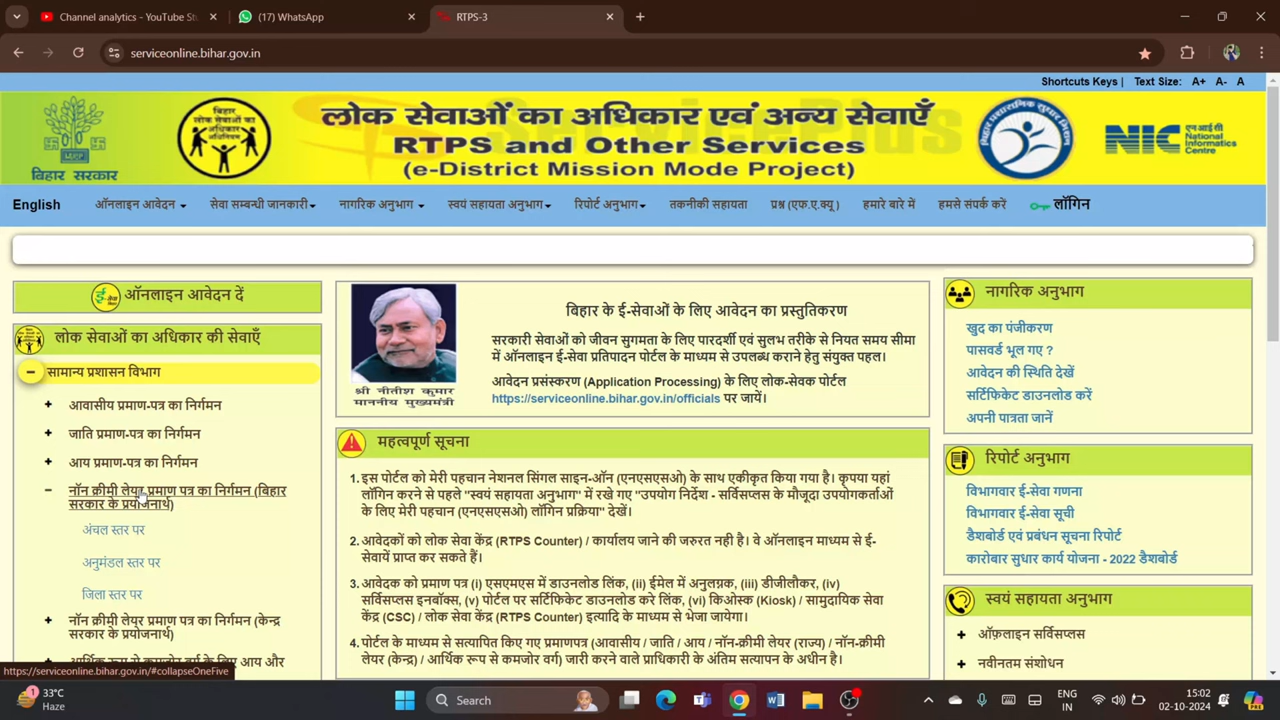 Channel analytics - YouTube St
(17) WhatsApp
RTPS-3
serviceonline.bihar.gov.in
Shortcuts Keys | Text Size: A+ A- A
बिहार सरकार
बिहार लोक सेवाओं का अधिकार अधिनियम
लोक सेवाओं का अधिकार एवं अन्य सेवाएँ
RTPS and Other Services
(e-District Mission Mode Project)
NIC एन आई सी National Informatics Centre
English ऑनलाइन आवेदन सेवा सम्बन्धी जानकारी नागरिक अनुभाग स्वयं सहायता अनुभाग रिपोर्ट अनुभाग तकनीकी सहायता प्रश्न (एफ.ए.क्यू ) हमारे बारे में हमसे संपर्क करें लॉगिन
ऑनलाइन आवेदन दें
लोक सेवाओं का अधिकार की सेवाएँ
सामान्य प्रशासन विभाग
आवासीय प्रमाण-पत्र का निर्गमन
जाति प्रमाण-पत्र का निर्गमन
आय प्रमाण-पत्र का निर्गमन
नॉन क्रीमी लेयर प्रमाण पत्र का निर्गमन (बिहार
सरकार के प्रयोजनार्थ)
अंचल स्तर पर
अनुमंडल स्तर पर
जिला स्तर पर
नॉन क्रीमी लेयर प्रमाण पत्र का निर्गमन (केन्द्र
सरकार के प्रयोजनार्थ)
आर्थिक रूप से कमजोर वर्ग के लिए आय और
https://serviceonline.bihar.gov.in/#collapseOneFive
श्री नीतीश कुमार
माननीय मुख्यमंत्री
बिहार के ई-सेवाओं के लिए आवेदन का प्रस्तुतिकरण
सरकारी सेवाओं को जीवन सुगमता के लिए पारदर्शी एवं सुलभ तरीके से नियत समय सीमा
में ऑनलाइन ई-सेवा प्रतिपादन पोर्टल के माध्यम से उपलब्ध कराने हेतु संयुक्त पहल।
आवेदन प्रसंस्करण (Application Processing) के लिए लोक-सेवक पोर्टल
https://serviceonline.bihar.gov.in/officials पर जायें।
महत्वपूर्ण सूचना
1. इस पोर्टल को मेरी पहचान नेशनल सिंगल साइन-ऑन (एनएसएसओ) के साथ एकीकृत किया गया है। कृपया यहां
लॉगिन करने से पहले "स्वयं सहायता अनुभाग" में रखे गए "उपयोग निर्देश - सर्विसप्लस के मौजूदा उपयोगकर्ताओं
के लिए मेरी पहचान (एनएसएसओ) लॉगिन प्रक्रिया" देखें।
2. आवेदकों को लोक सेवा केंद्र (RTPS Counter) / कार्यालय जाने की जरुरत नही है। वे ऑनलाइन माध्यम से ई-
सेवायें प्राप्त कर सकते हैं।
3. आवेदक को प्रमाण पत्र (i) एसएमएस में डाउनलोड लिंक, (ii) ईमेल में अनुलग्नक, (iii) डीजीलॉकर, (iv)
सर्विसप्लस इनबॉक्स, (v) पोर्टल पर सर्टिफिकेट डाउनलोड करे लिंक, (vi) किओस्क (Kiosk) / सामुदायिक सेवा
केंद्र (CSC) / लोक सेवा केंद्र (RTPS Counter) इत्यादि के माध्यम से भेजा जायेगा।
4. पोर्टल के माध्यम से सत्यापित किए गए प्रमाणपत्र (आवासीय / जाति / आय / नॉन-क्रीमी लेयर (राज्य) / नॉन-क्रीमी
लेयर (केन्द्र) / आर्थिक रूप से कमजोर वर्ग) जारी करने वाले प्राधिकारी के अंतिम सत्यापन के अधीन है।
नागरिक अनुभाग
खुद का पंजीकरण
पासवर्ड भूल गए ?
आवेदन की स्थिति देखें
सर्टिफिकेट डाउनलोड करें
अपनी पात्रता जानें
रिपोर्ट अनुभाग
विभागवार ई-सेवा गणना
विभागवार ई-सेवा सूची
डैशबोर्ड एवं प्रबंधन सूचना रिपोर्ट
कारोबार सुधार कार्य योजना - 2022 डैशबोर्ड
स्वयं सहायता अनुभाग
ऑफ़लाइन सर्विसप्लस
नवीनतम संशोधन
33°C
Haze
Search
ENG
IN
15:02
02-10-2024